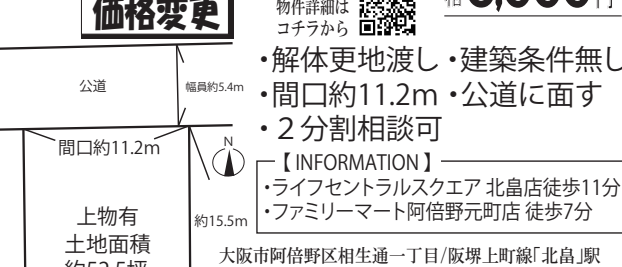 価格変更
物件詳細は
コチラから
円
・解体更地渡し ・建築条件無し
・間口約11.2m ・公道に面す
・２分割相談可
公道
幅員約5.4m
間口約11.2m
N
【 INFORMATION 】
・ライフセントラルスクエア 北畠店徒歩11分
・ファミリーマート阿倍野元町店 徒歩7分
上物有
土地面積
約15.5m
大阪市阿倍野区相生通一丁目/阪堺上町線「北畠」駅